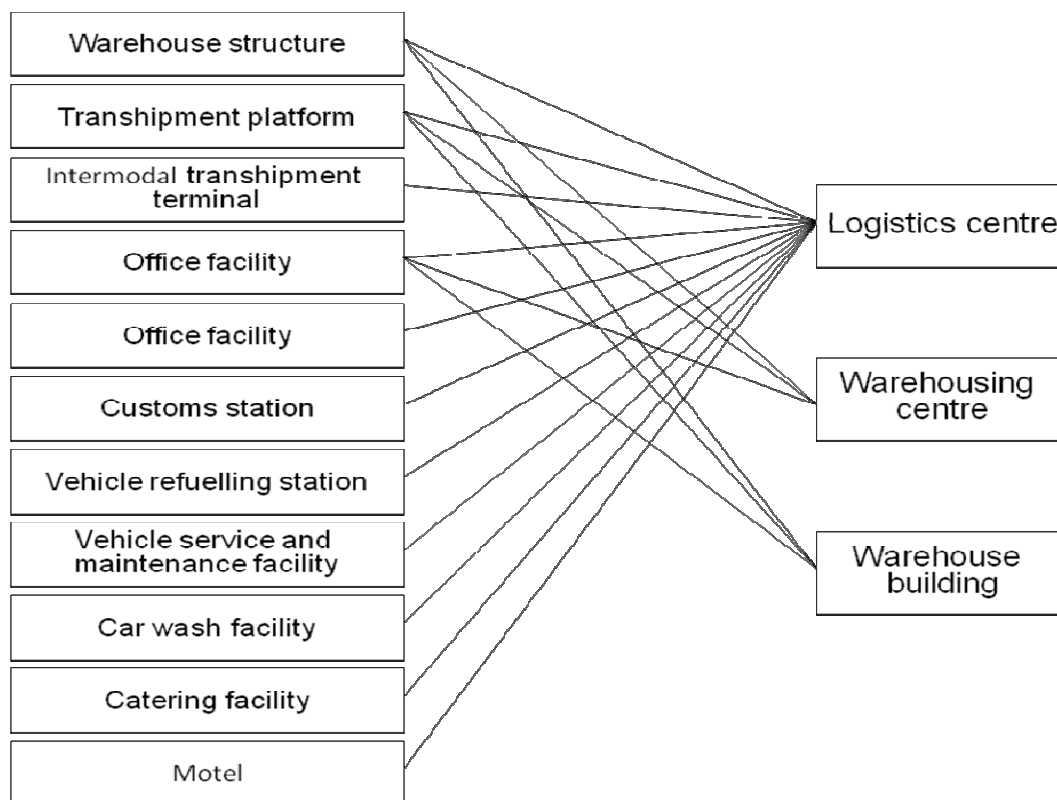 Warehouse structure
Transhipment platform
Intermodal transhipment
terminal
Office facility
Office facility
Customs station
Vehicle refuelling station
Vehicle service and
maintenance facility
Car wash facility
Catering facility
Motel
Logistics centre
Warehousing
centre
Warehouse
building